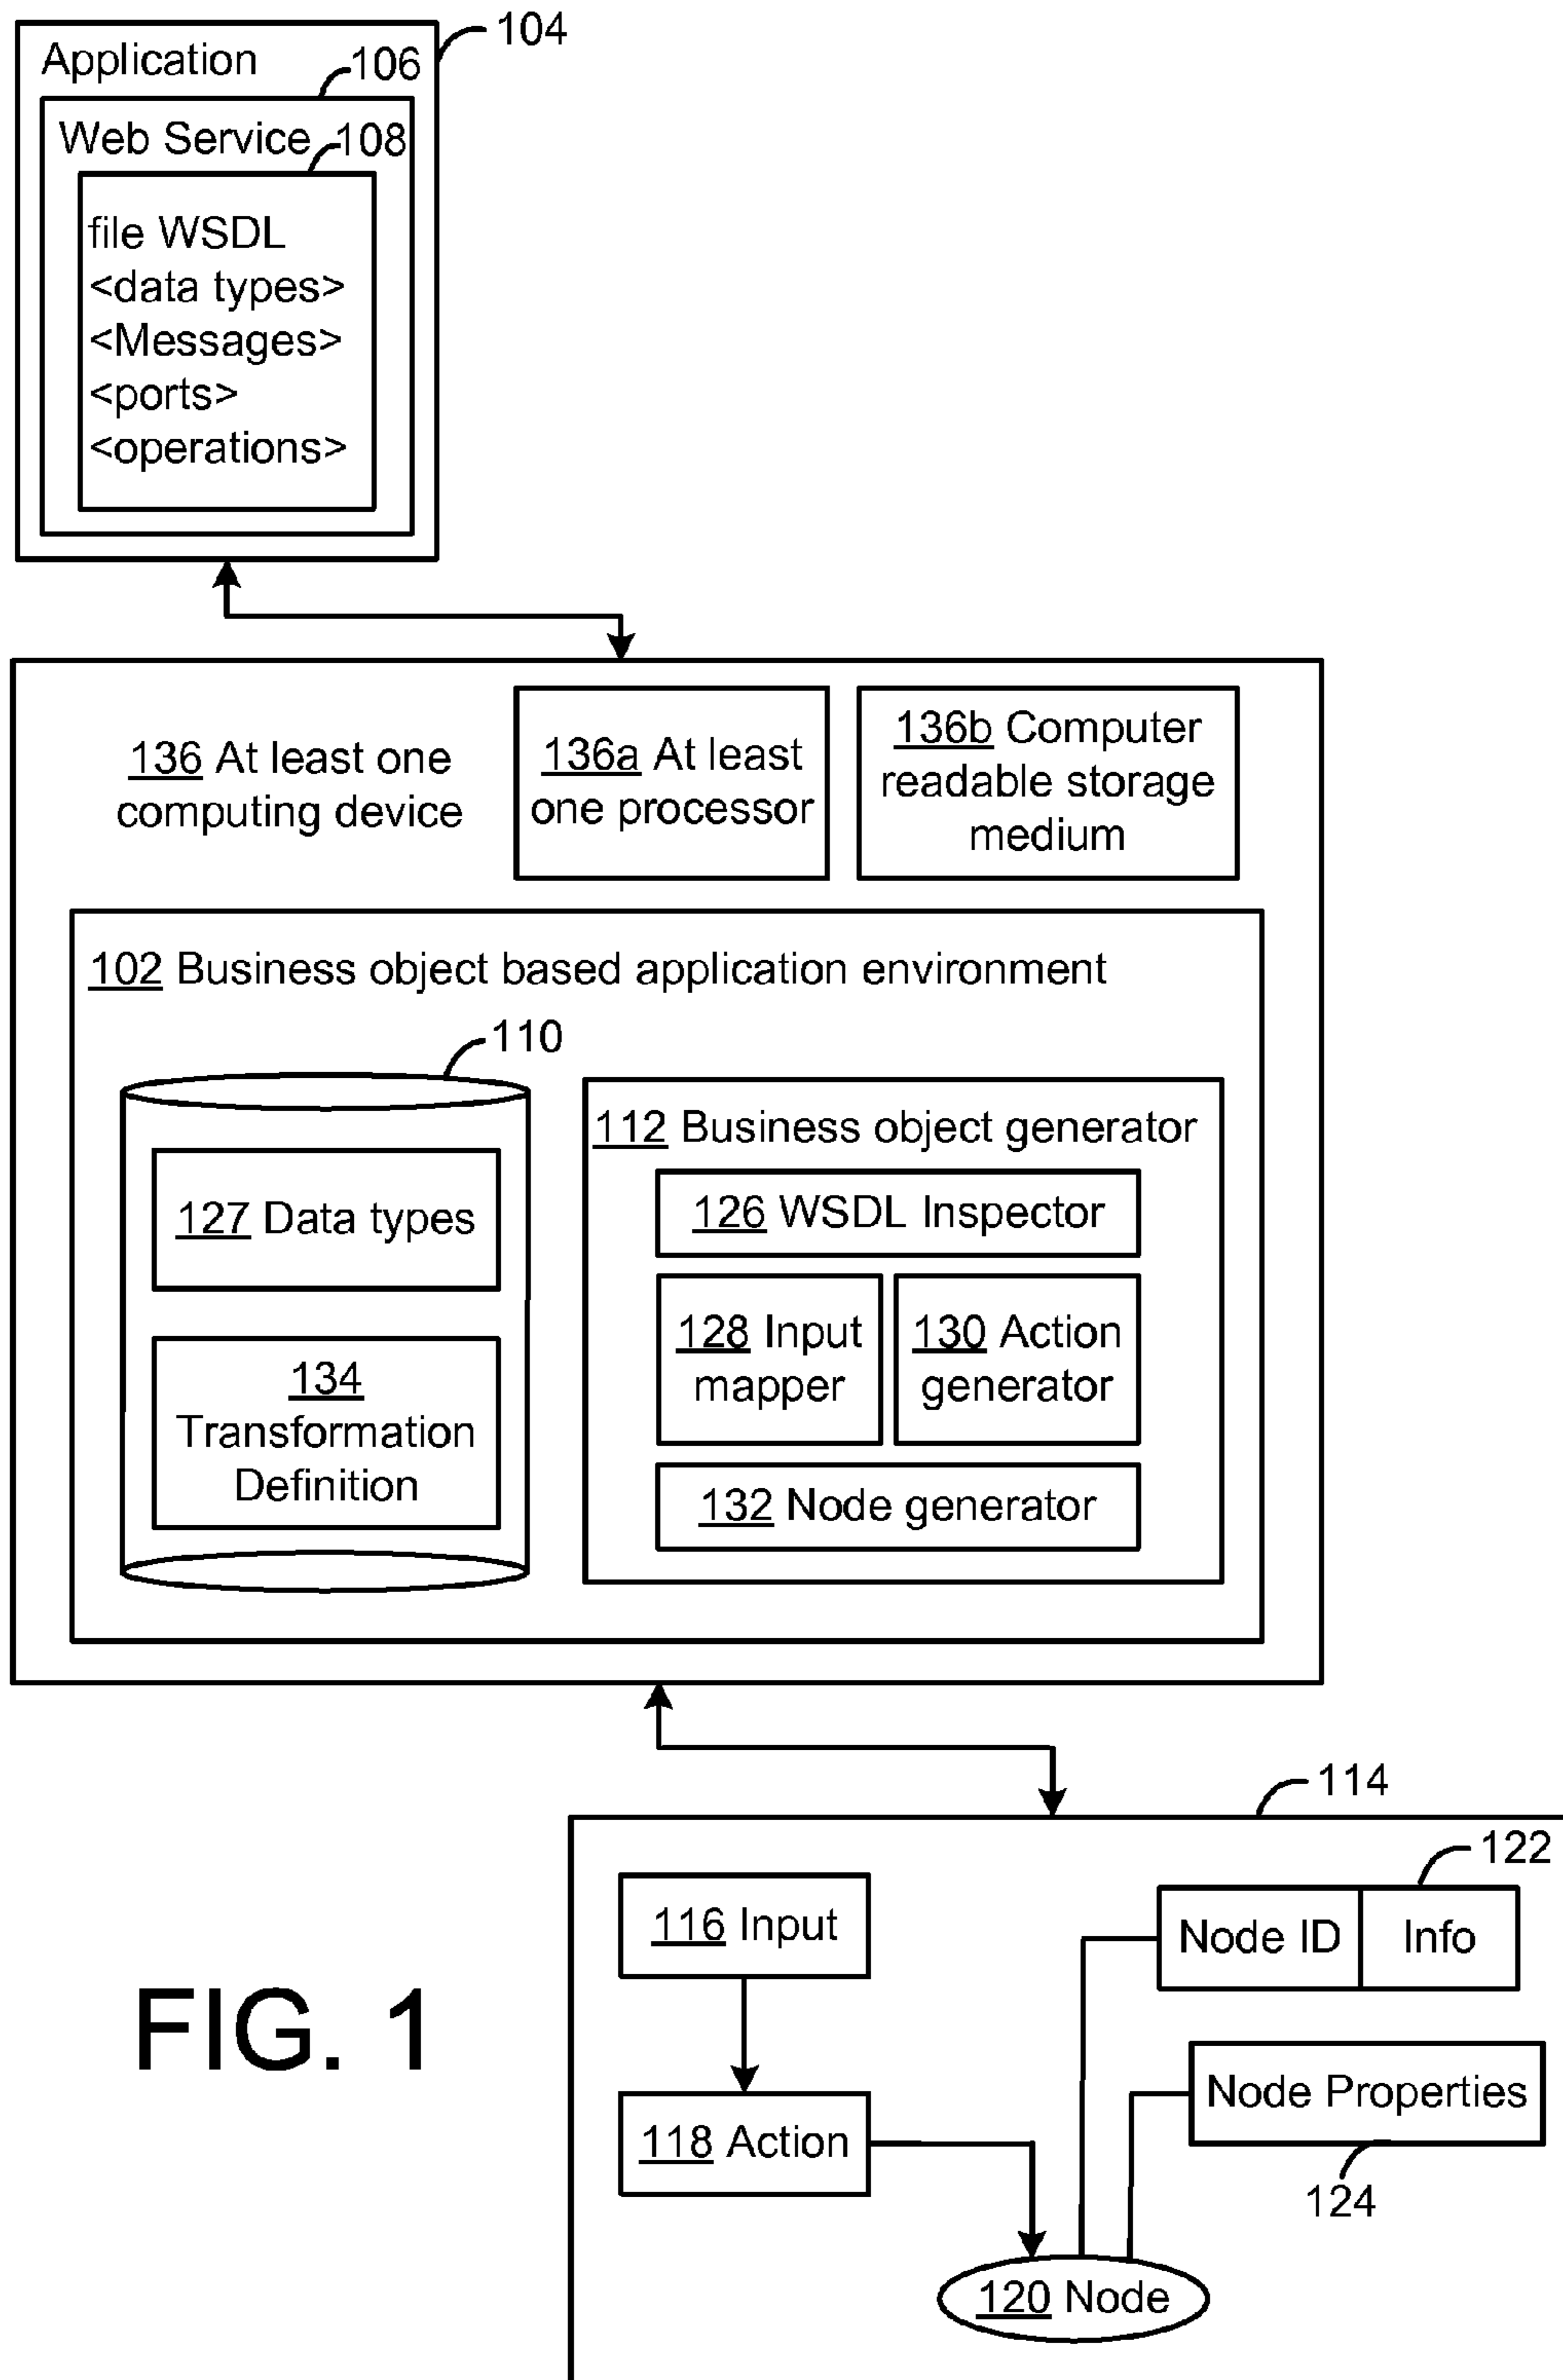 104
Application
106
Web Service
108
file WSDL
<data types>
<Messages>
<ports>
<operations>
136 At least one
computing device
136a At least
one processor
136b Computer
readable storage
medium
102 Business object based application environment
110
127 Data types
134
Transformation
Definition
112 Business object generator
126 WSDL Inspector
128 Input
mapper
130 Action
generator
132 Node generator
114
122
116 Input
Node ID
Info
118 Action
Node Properties
124
120 Node
FIG. 1